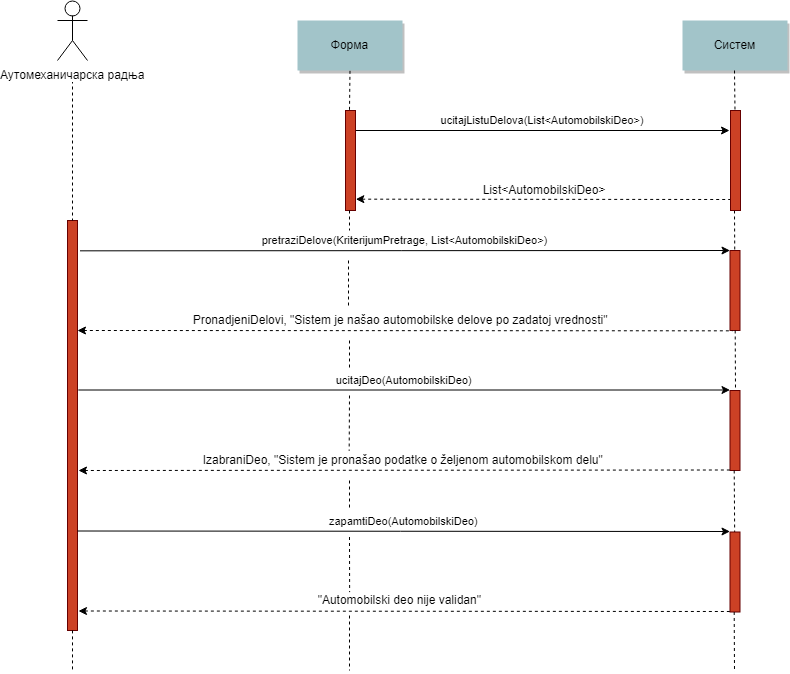 Форма
Систем
Аутомеханичарска радња
ucitajListuDelova(List<AutomobilskiDeo>)
List<AutomobilskiDeo>
pretraziDelove(KriterijumPretrage, List<AutomobilskiDeo>)
PronadjeniDelovi, "Sistem je našao automobilske delove po zadatoj vrednosti"
ucitajDeo(AutomobilskiDeo)
IzabraniDeo, "Sistem je pronašao podatke o željenom automobilskom delu"
zapamtiDeo(AutomobilskiDeo)
"Automobilski deo nije validan"